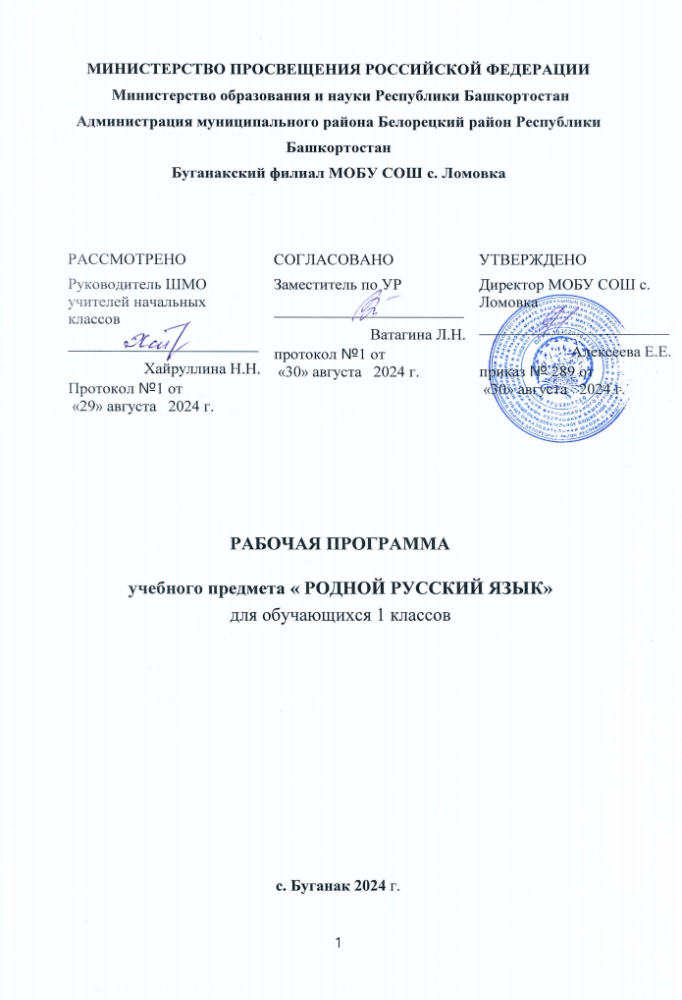 МИНИСТЕРСТВО ПРОСВЕЩЕНИЯ РОССИЙСКОЙ ФЕДЕРАЦИИ
Министерство образования и науки Республики Башкортостан
Администрация муниципального района Белорецкий район Республики
Башкортостан
Буганакский филиал МОБУ СОШ с. Ломовка
РАССМОТРЕНО
Руководитель ШМО
учителей начальных
классов
Хайруллина Н.Н.
Протокол №1 от
«29» августа 2024 г.
СОГЛАСОВАНО
Заместитель по УР
Ватагина Л.Н.
протокол №1 от
«30» августа 2024 г.
УТВЕРЖДЕНО
Директор МОБУ СОШ с.
Ломовка
Алексеева Е.Е.
приказ № 289 от
«30» августа 2024 г.
РАБОЧАЯ ПРОГРАММА
учебного предмета « РОДНОЙ РУССКИЙ ЯЗЫК»
для обучающихся 1 классов
с. Буганак 2024 г.
1